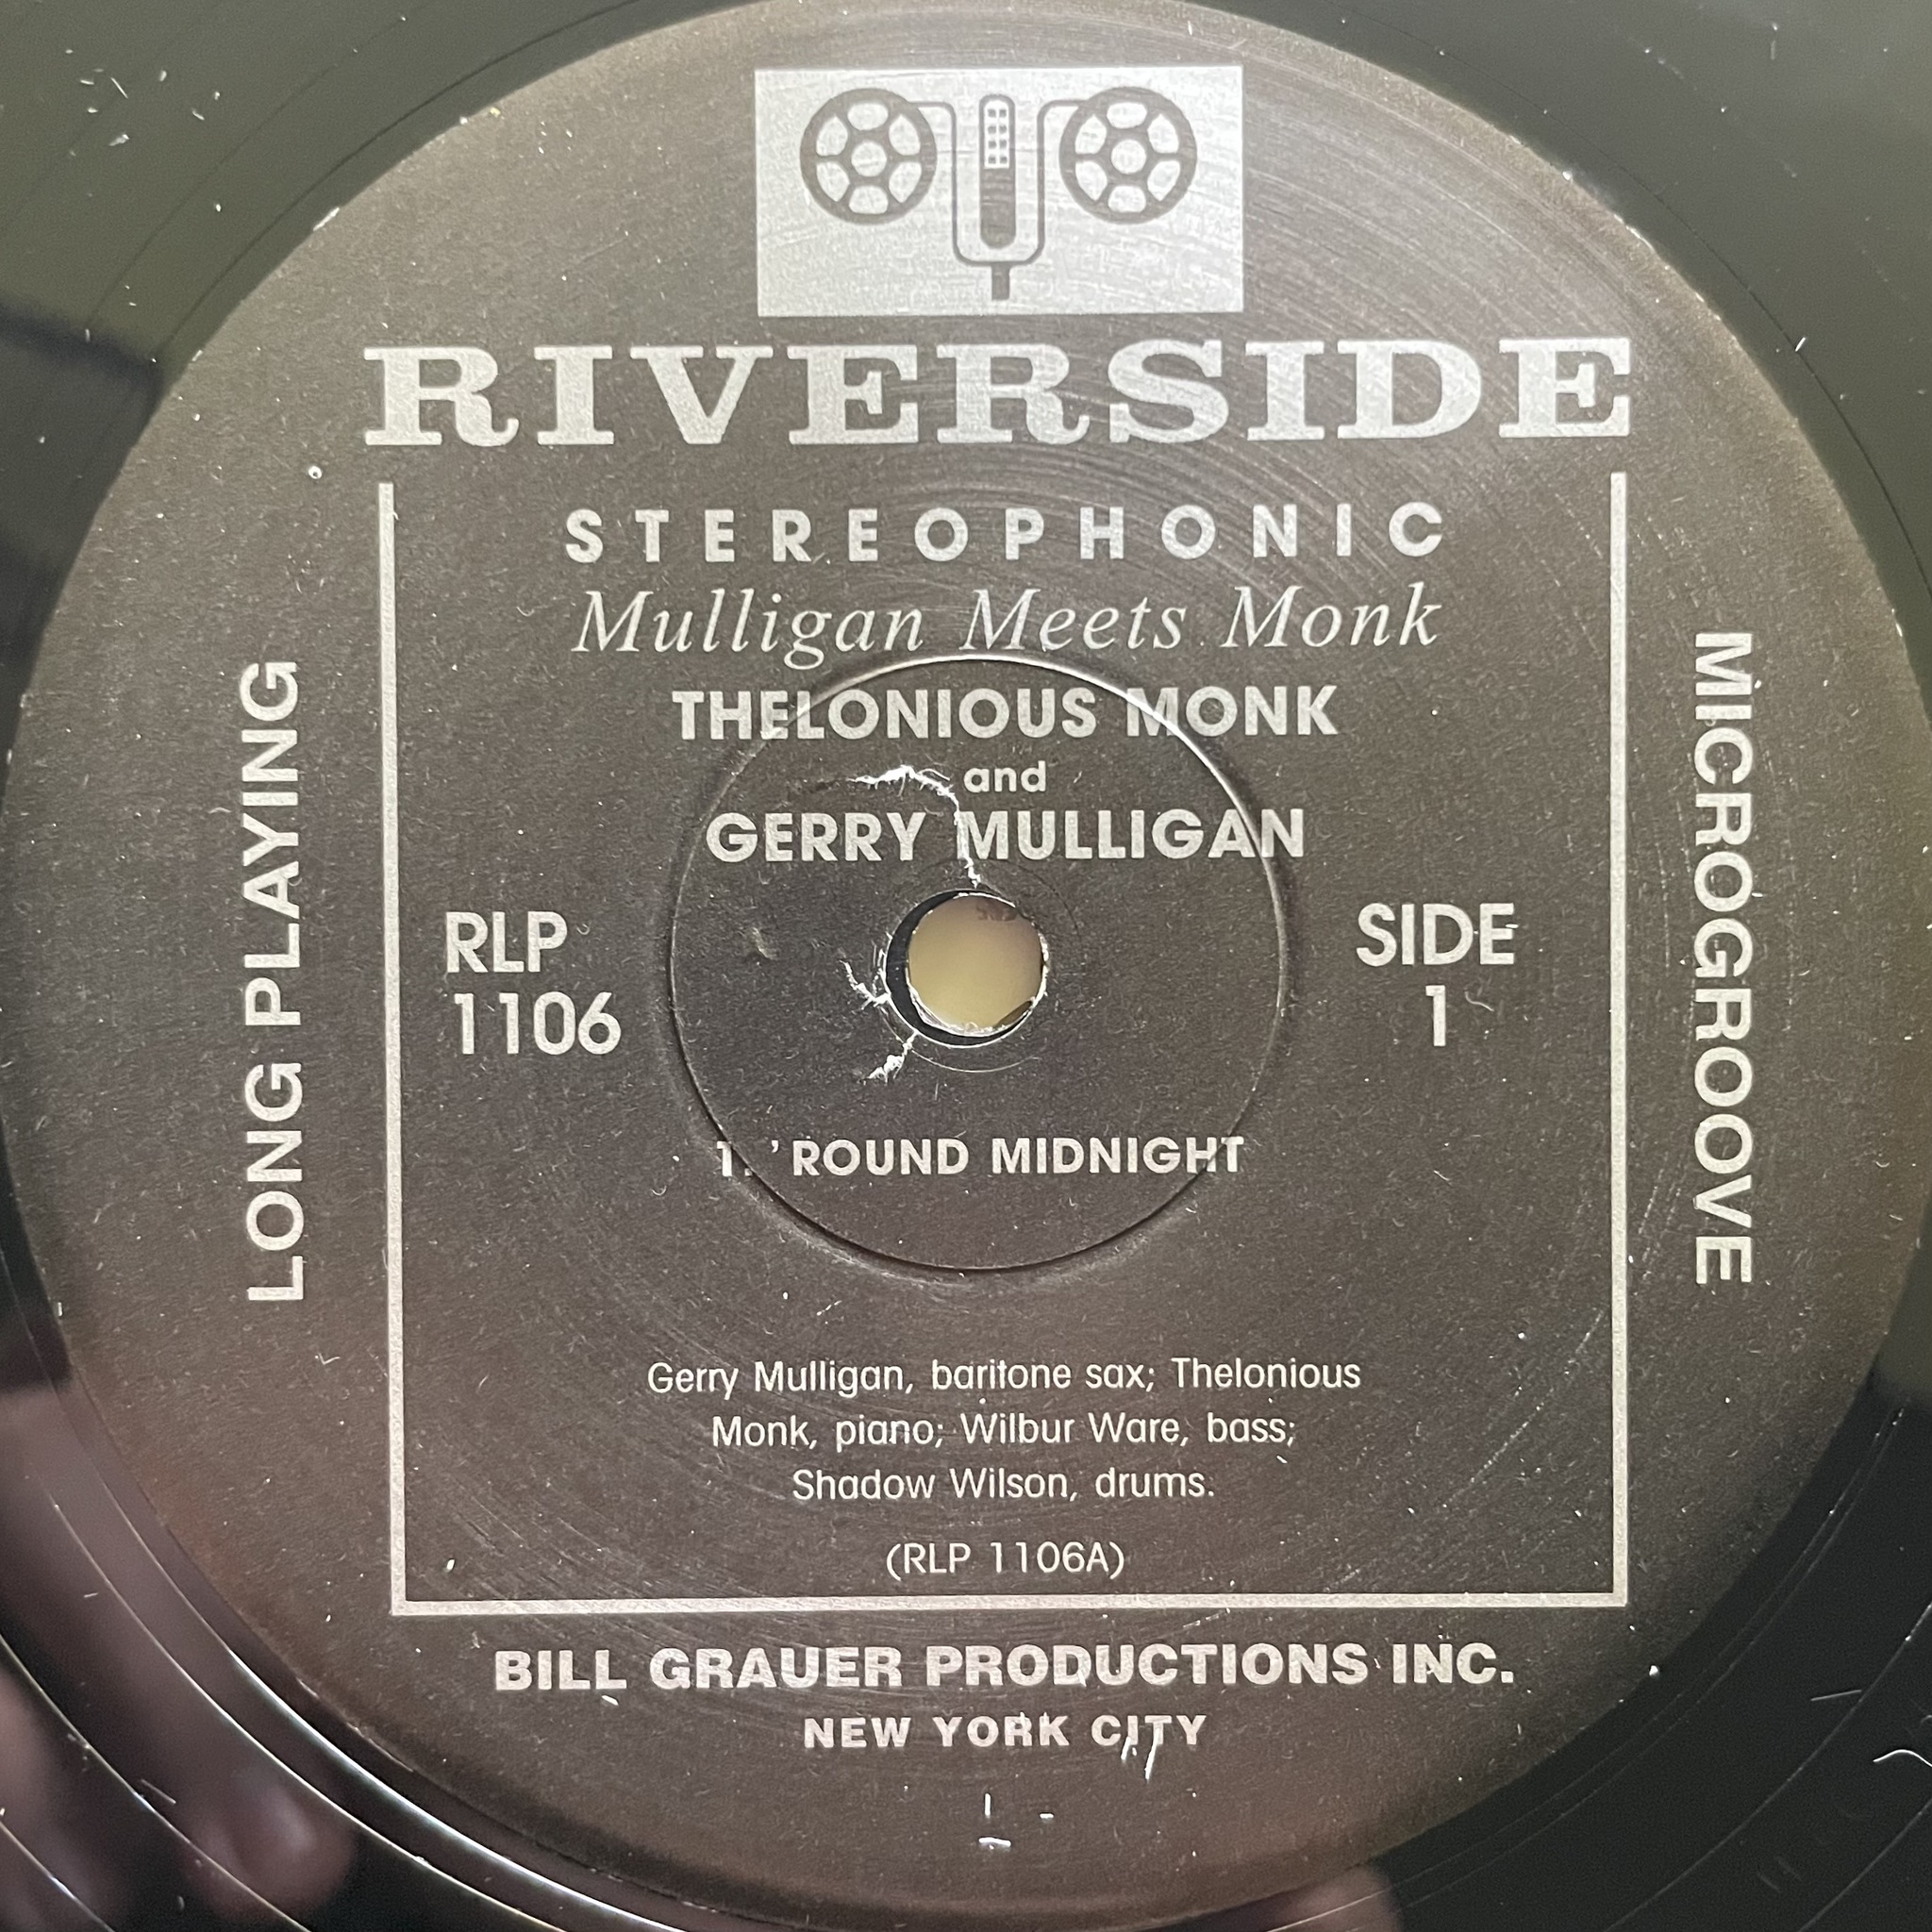 RIVERSIDE
STEREOPHONIC
Mulligan Meets Monk
THELONIOUS MONK
and
GERRY MULLIGAN
RLP
1106
SIDE
1
LONG PLAYING
MICROGROOVE
1. 'ROUND MIDNIGHT
Gerry Mulligan, baritone sax; Thelonious
Monk, piano; Wilbur Ware, bass;
Shadow Wilson, drums.
(RLP 1106A)
BILL GRAUER PRODUCTIONS INC.
NEW YORK CITY